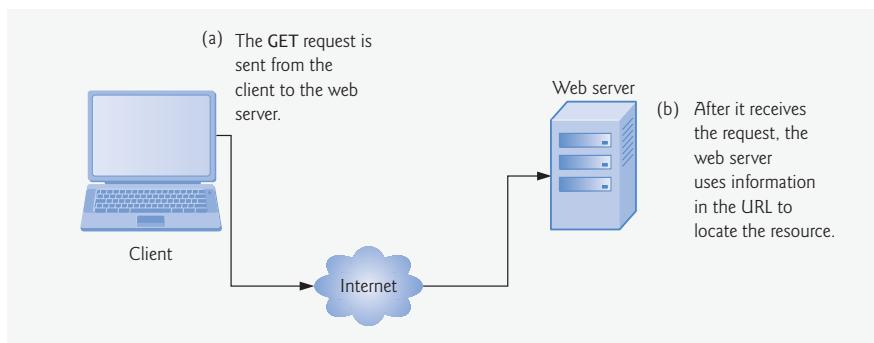 (a) The GET request is
sent from the
client to the web
server.
Web server
(b) After it receives
the request, the
web server
uses information
in the URL to
locate the resource.
Client
Internet